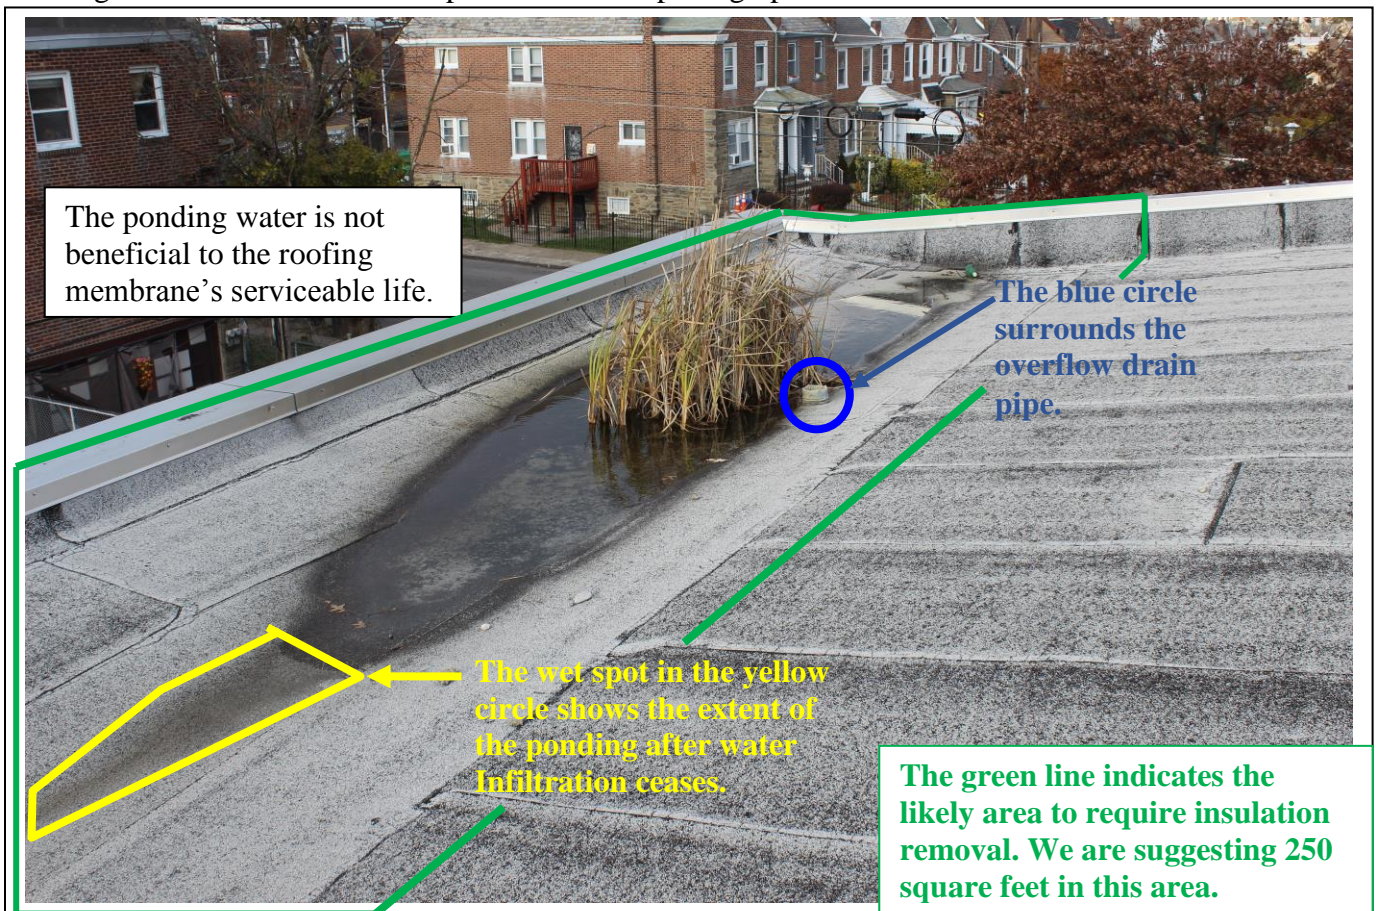 The ponding water is not
beneficial to the roofing
membrane’s serviceable life.
The blue circle
surrounds the
overflow drain
pipe.
The wet spot in the yellow
circle shows the extent of
the ponding after water
Infiltration ceases.
The green line indicates the
likely area to require insulation
removal. We are suggesting 250
square feet in this area.